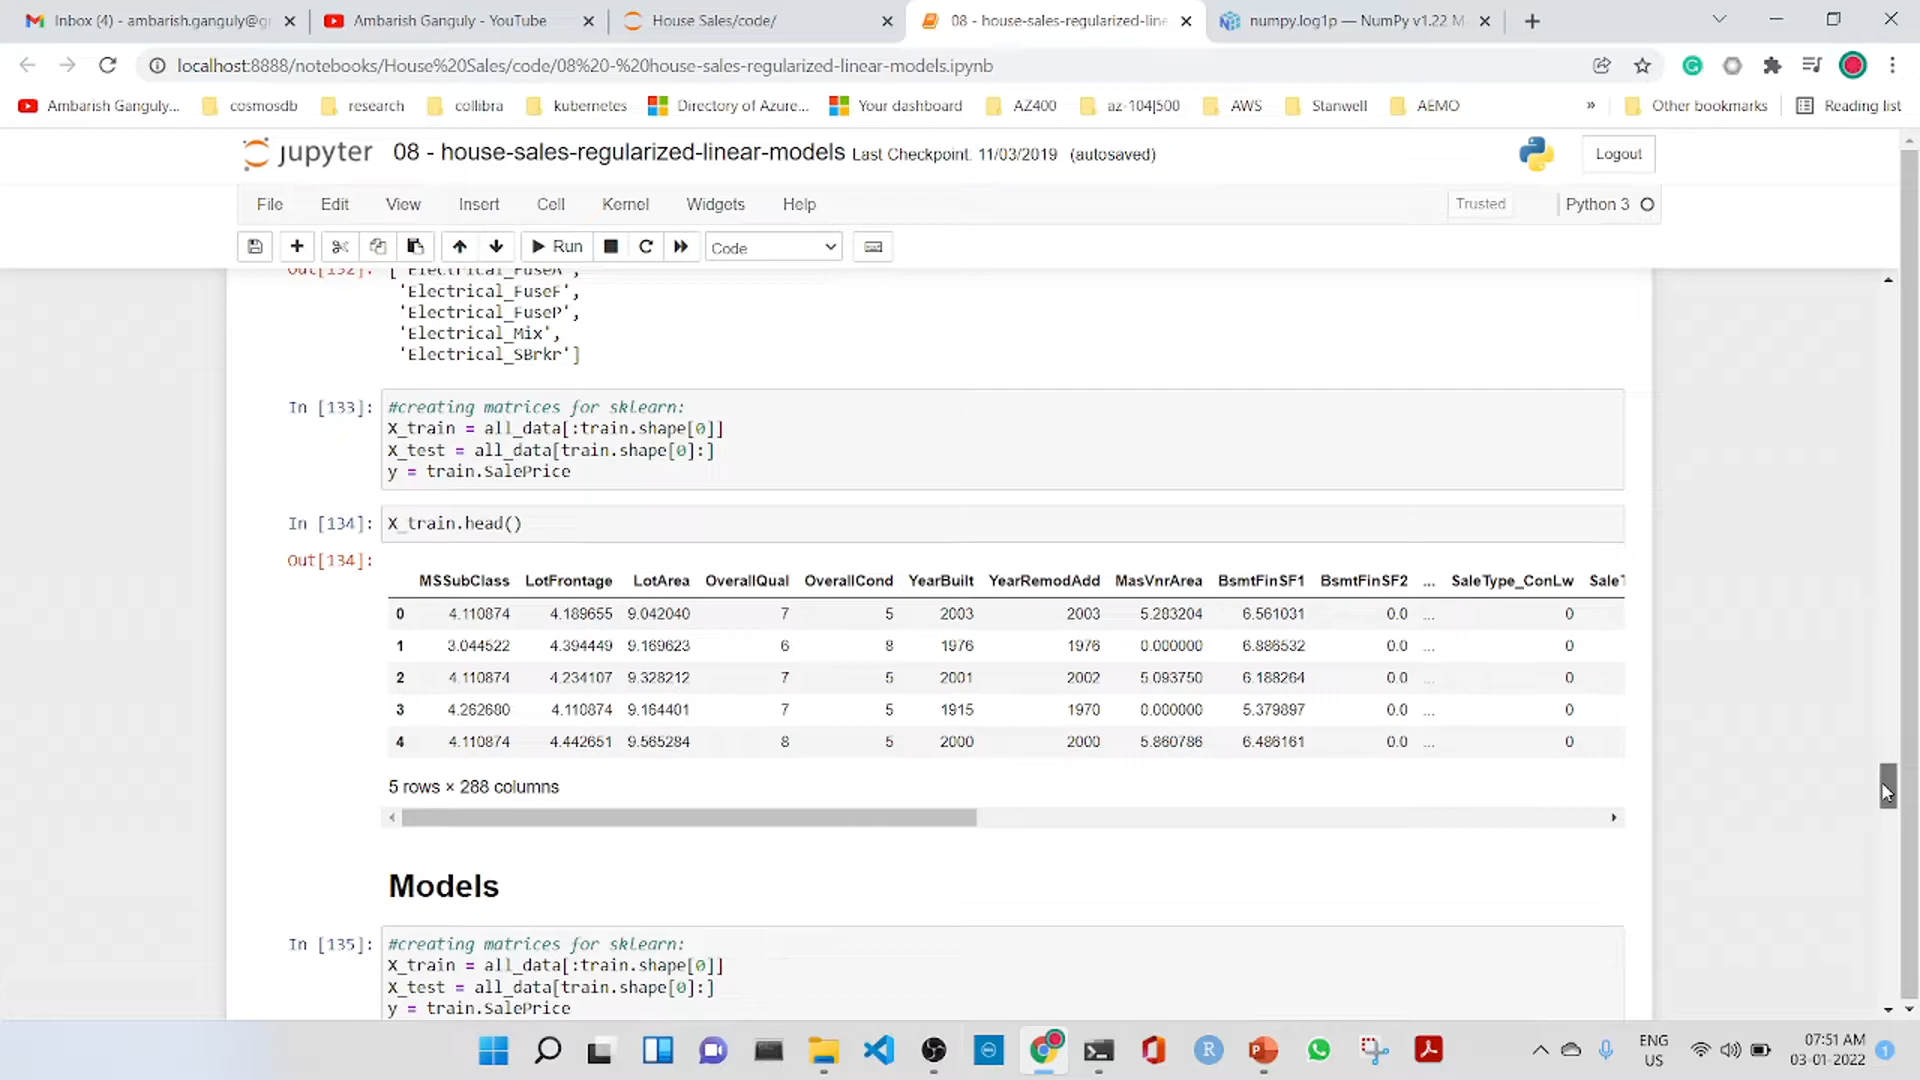 Inbox (4) - ambarish.ganguly@g
Ambarish Ganguly - YouTube
House Sales/code/
08 - house-sales-regularized-line
numpy.log1p — NumPy v1.22 M
localhost:8888/notebooks/House%20Sales/code/08%20-%20house-sales-regularized-linear-models.ipynb
Ambarish Ganguly...
cosmosdb
research
collibra
kubernetes
Directory of Azure...
Your dashboard
AZ400
az-104|500
AWS
Stanwell
AEMO
»
Other bookmarks
Reading list
jupyter 08 - house-sales-regularized-linear-models Last Checkpoint: 11/03/2019 (autosaved)
Logout
File Edit View Insert Cell Kernel Widgets Help
Trusted
Python 3
Run
Code
Out[132]: ['Electrical_FuseA',
'Electrical_FuseF',
'Electrical_FuseP',
'Electrical_Mix',
'Electrical_SBrkr']
In [133]: #creating matrices for sklearn:
X_train = all_data[:train.shape[0]]
X_test = all_data[train.shape[0]:]
y = train.SalePrice
In [134]: X_train.head()
Out[134]:
MSSubClass LotFrontage LotArea OverallQual OverallCond YearBuilt YearRemodAdd MasVnrArea BsmtFinSF1 BsmtFinSF2 ... SaleType_ConLw SaleT
0 4.110874 4.189655 9.042040 7 5 2003 2003 5.283204 6.561031 0.0 ... 0
1 3.044522 4.394449 9.169623 6 8 1976 1976 0.000000 6.886532 0.0 ... 0
2 4.110874 4.234107 9.328212 7 5 2001 2002 5.093750 6.188264 0.0 ... 0
3 4.262680 4.110874 9.164401 7 5 1915 1970 0.000000 5.379897 0.0 ... 0
4 4.110874 4.442651 9.565284 8 5 2000 2000 5.860786 6.486161 0.0 ... 0
5 rows × 288 columns
Models
In [135]: #creating matrices for sklearn:
X_train = all_data[:train.shape[0]]
X_test = all_data[train.shape[0]:]
y = train.SalePrice
ENG
US
07:51 AM
03-01-2022
1